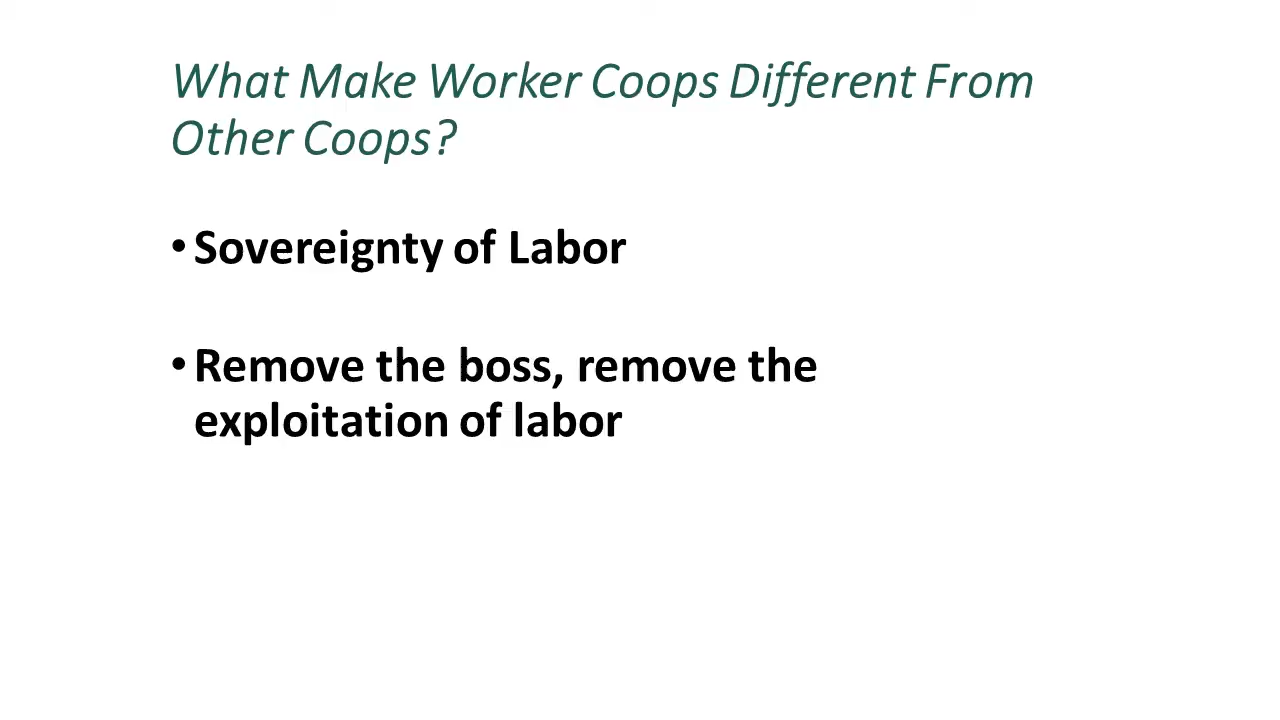 What Make Worker Coops Different From
Other Coops?
• Sovereignty of Labor
• Remove the boss, remove the
exploitation of labor